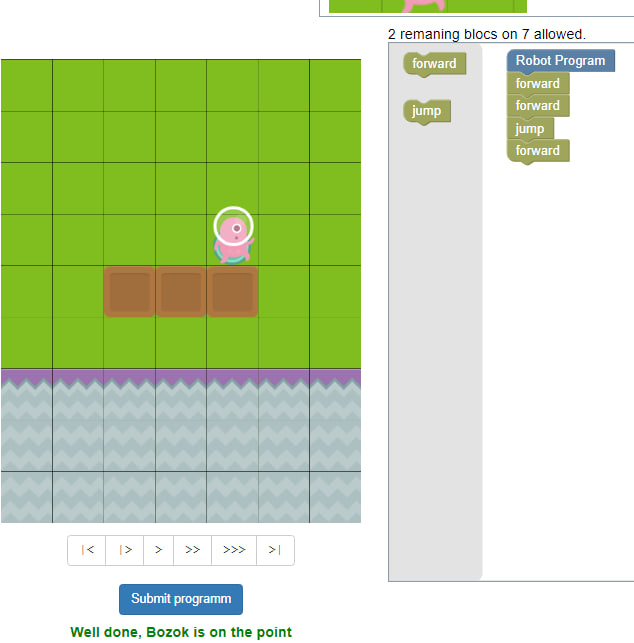 2 remaning blocs on 7 allowed.
forward
jump
Robot Program
forward
forward
jump
forward
|< |> > >> >>> >|
Submit programm
Well done, Bozok is on the point